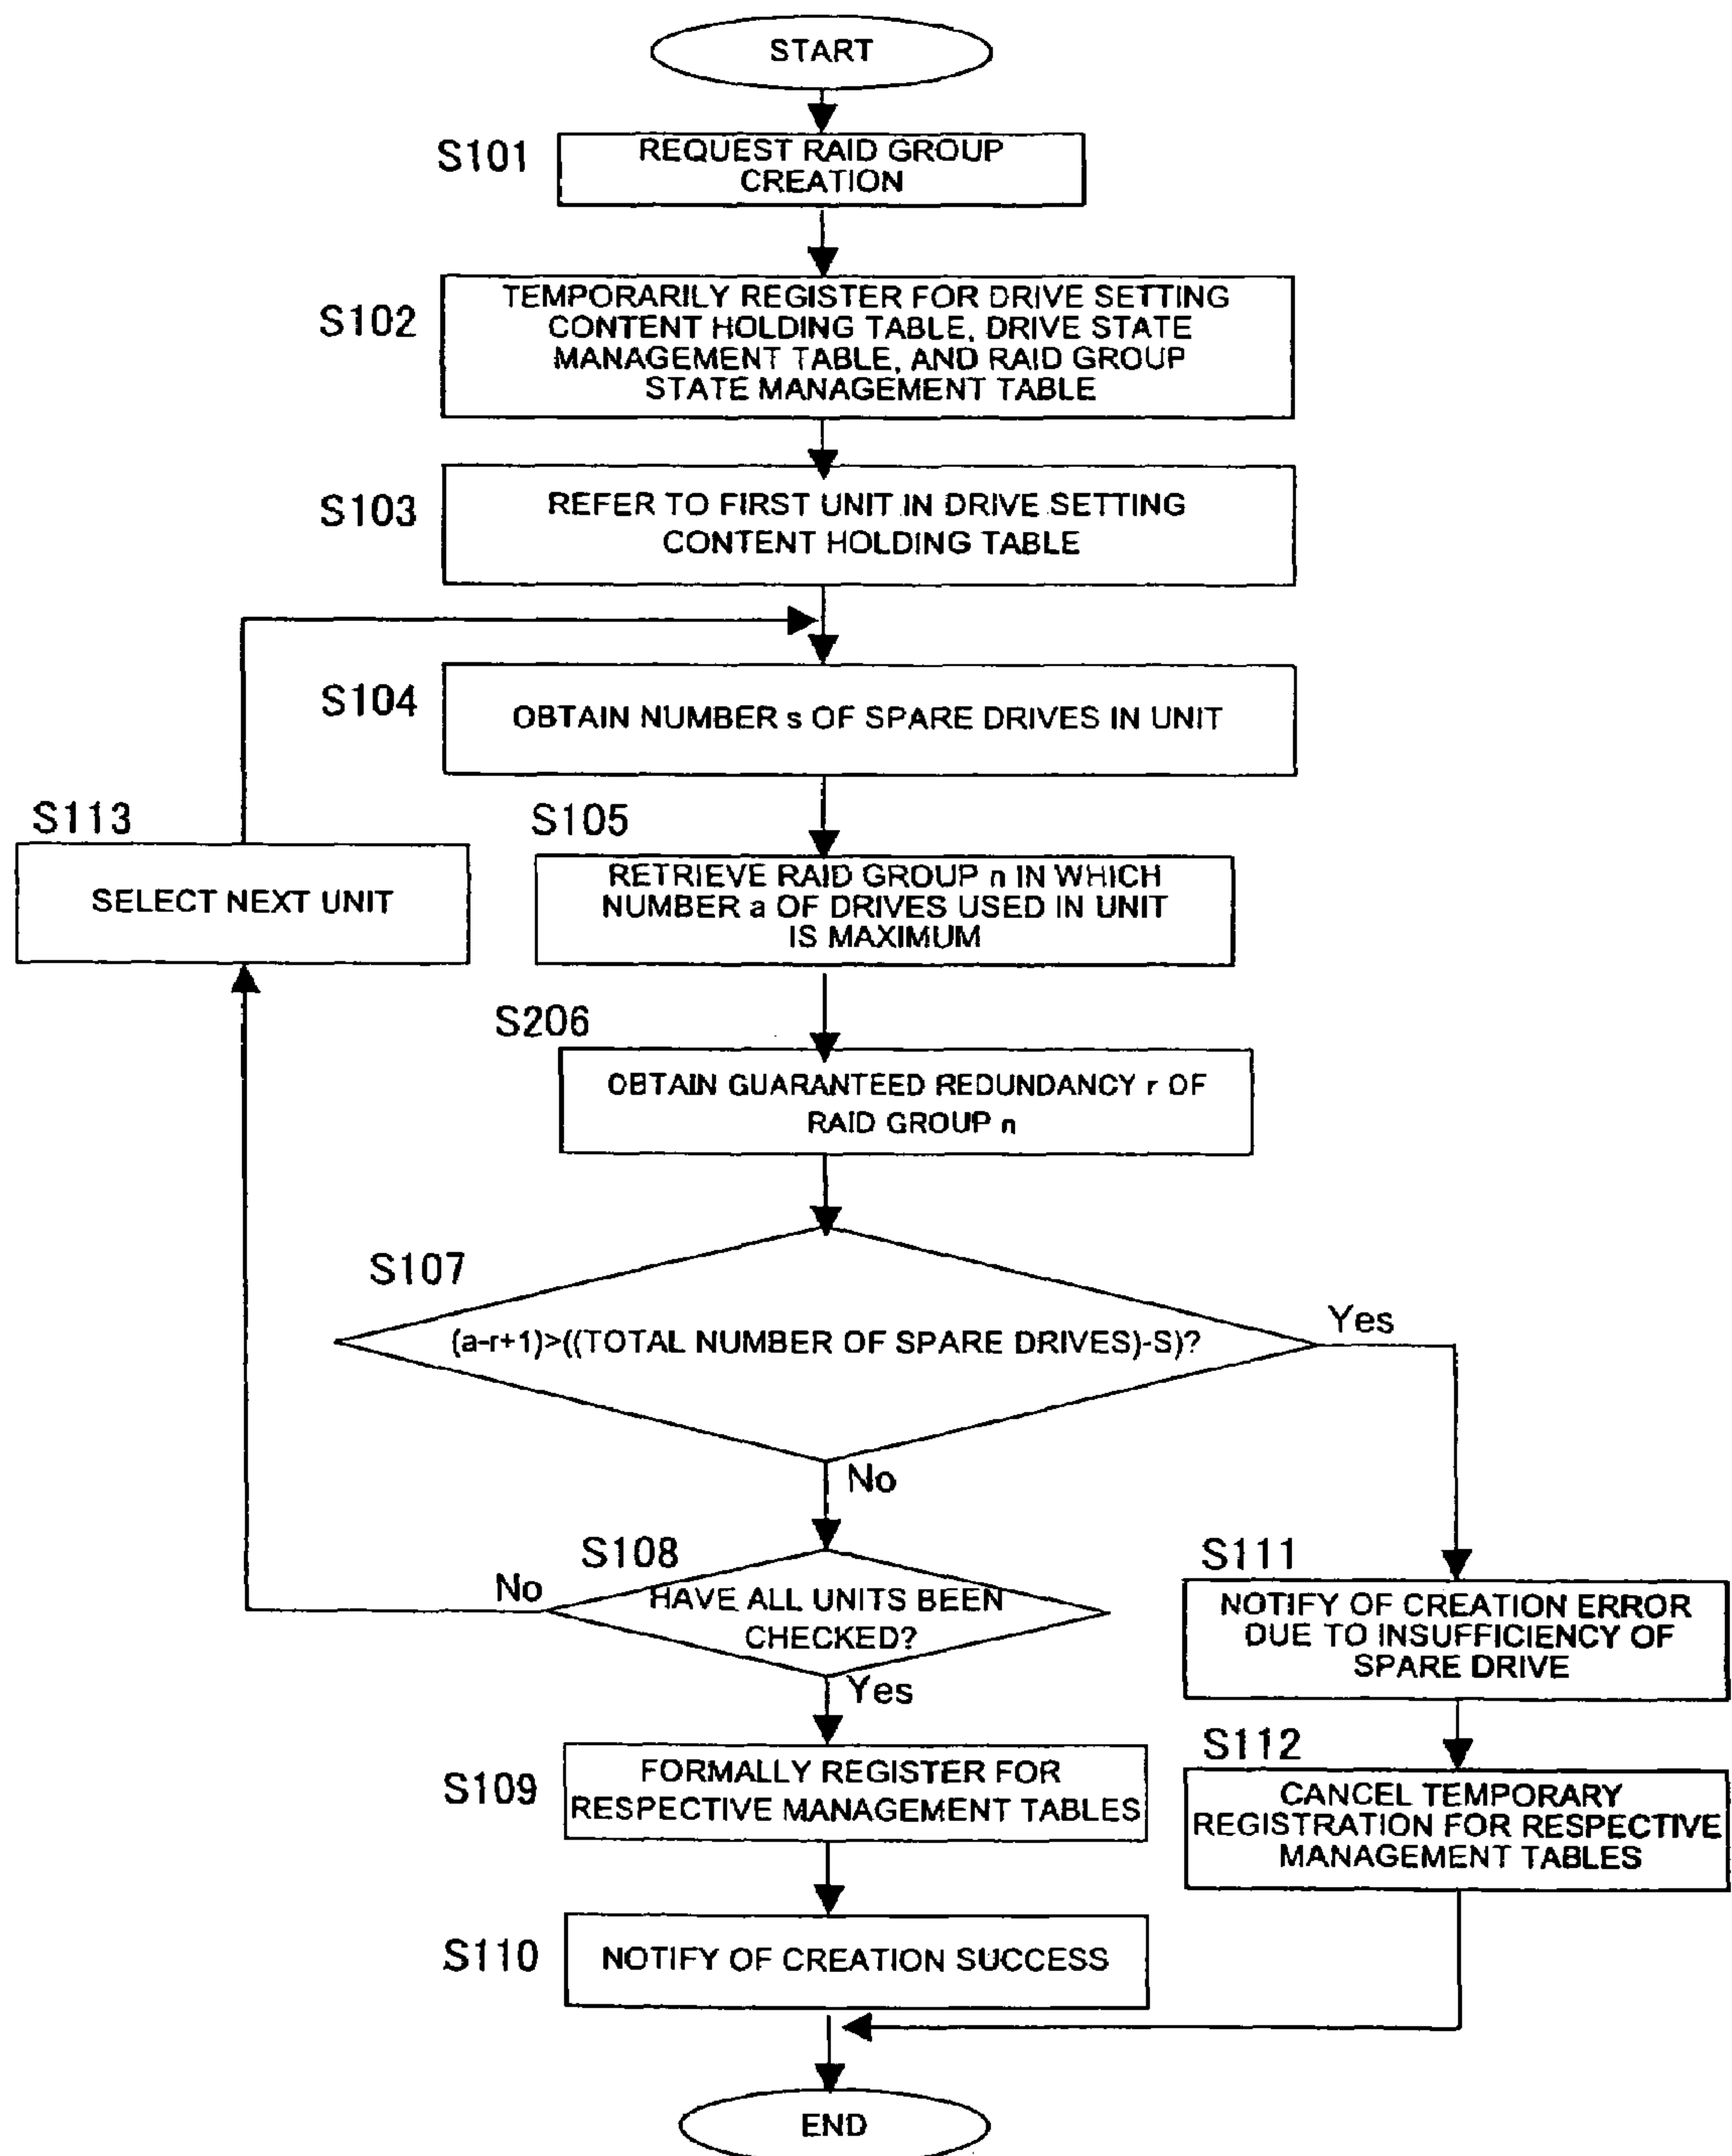 START
S101
REQUEST RAID GROUP
CREATION
S102
TEMPORARILY REGISTER FOR DRIVE SETTING
CONTENT HOLDING TABLE, DRIVE STATE
MANAGEMENT TABLE, AND RAID GROUP
STATE MANAGEMENT TABLE
S103
REFER TO FIRST UNIT IN DRIVE SETTING
CONTENT HOLDING TABLE
S104
OBTAIN NUMBER s OF SPARE DRIVES IN UNIT
S113
SELECT NEXT UNIT
S105
RETRIEVE RAID GROUP n IN WHICH
NUMBER a OF DRIVES USED IN UNIT
IS MAXIMUM
S206
OBTAIN GUARANTEED REDUNDANCY r OF
RAID GROUP n
S107
(a-r+1)>((TOTAL NUMBER OF SPARE DRIVES)-S)?
Yes
No
S108
HAVE ALL UNITS BEEN
CHECKED?
No
Yes
S111
NOTIFY OF CREATION ERROR
DUE TO INSUFFICIENCY OF
SPARE DRIVE
S109
FORMALLY REGISTER FOR
RESPECTIVE MANAGEMENT TABLES
S112
CANCEL TEMPORARY
REGISTRATION FOR RESPECTIVE
MANAGEMENT TABLES
S110
NOTIFY OF CREATION SUCCESS
END